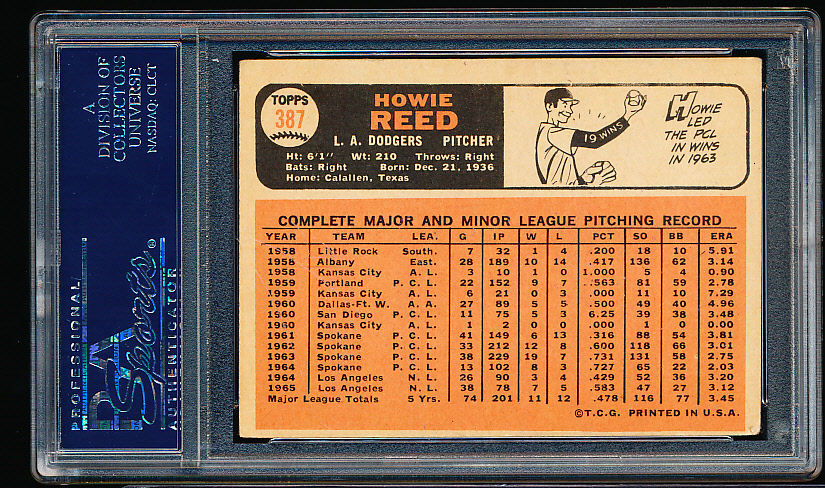 A
DIVISION OF
COLLECTORS
UNIVERSE
NASDAQ: CLCT
PROFESSIONAL
PSA
Sports®
AUTHENTICATOR
TOPPS
387
HOWIE
REED
L. A. DODGERS PITCHER
Ht: 6'1'' Wt: 210 Throws: Right
Bats: Right Born: Dec. 21, 1936
Home: Calallen, Texas
19 WINS
HOWIE
LED
THE PCL
IN WINS
IN 1963
COMPLETE MAJOR AND MINOR LEAGUE PITCHING RECORD
YEAR TEAM LEA. G IP W L PCT SO BB ERA
1958 Little Rock South. 7 32 1 4 .200 18 10 5.91
1958 Albany East. 28 189 10 14 .417 136 62 3.14
1958 Kansas City A. L. 3 10 1 0 1.000 5 4 0.90
1959 Portland P. C. L. 22 152 9 7 ..563 81 59 2.78
1959 Kansas City A. L. 6 21 0 3 .000 11 10 7.29
1960 Dallas-Ft. W. A. A. 27 89 5 5 .500 49 40 4.96
1960 San Diego P. C. L. 11 75 5 3 6.25 39 38 3.48
1960 Kansas City A. L. 1 2 0 0 .000 1 0 0.00
1961 Spokane P. C. L. 41 149 6 13 .316 88 54 3.81
1962 Spokane P. C. L. 33 212 12 8 .600 118 66 3.01
1963 Spokane P. C. L. 38 229 19 7 .731 131 58 2.75
1964 Spokane P. C. L. 13 102 8 3 .727 65 22 2.03
1964 Los Angeles N. L. 26 90 3 4 .429 52 36 3.20
1965 Los Angeles N. L. 38 78 7 5 .583 47 27 3.12
Major League Totals 5 Yrs. 74 201 11 12 .478 116 77 3.45
©T.C.G. PRINTED IN U.S.A.